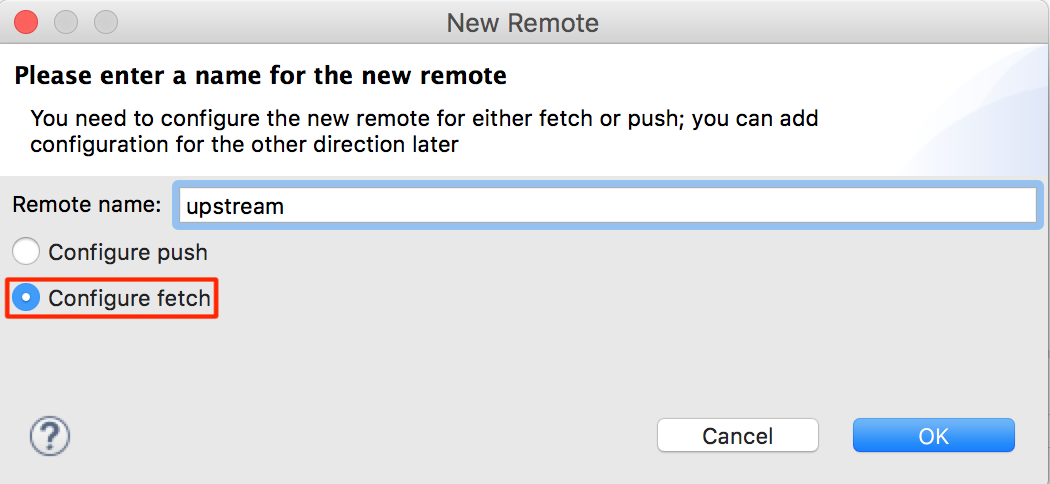 New Remote
Please enter a name for the new remote
You need to configure the new remote for either fetch or push; you can add
configuration for the other direction later
Remote name: upstream
Configure push
Configure fetch
?
Cancel OK